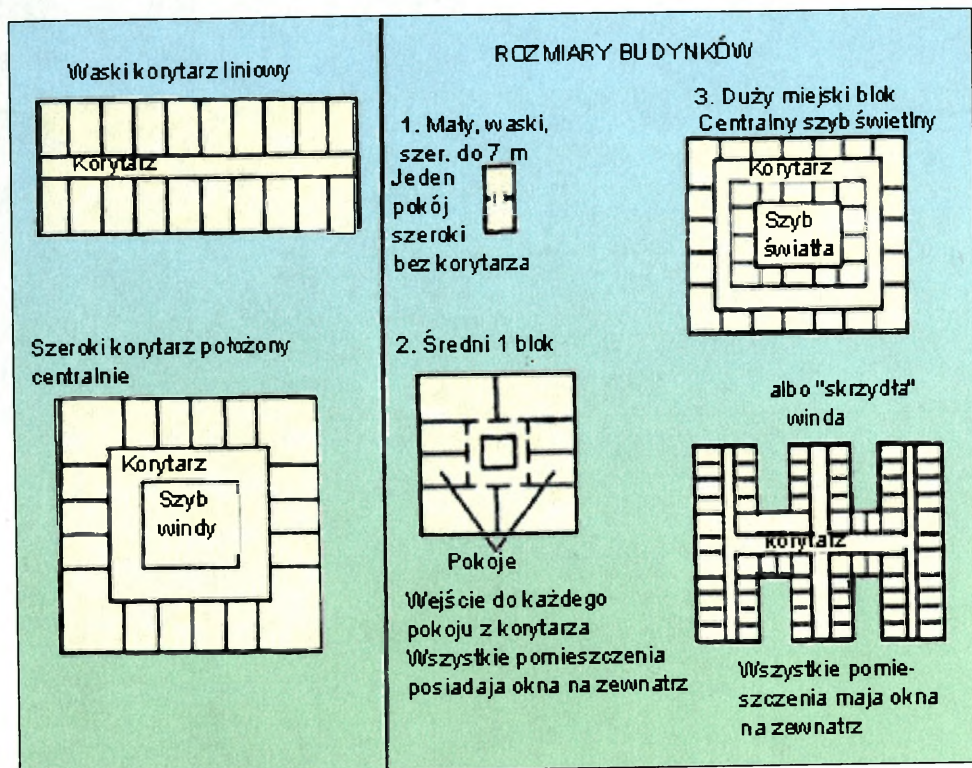 Waski korytarz liniowy
Korytarz
Szeroki korytarz położony
centralnie
Korytarz
Szyb
windy
ROZMIARY BUDYNKÓW
1. Mały, waski,
szer. do 7 m
Jeden
pokój
szeroki
bez korytarza
2. Średni 1 blok
Pokoje
Wejście do każdego
pokoju z korytarza
Wszystkie pomieszczenia
posiadaja okna na zewnatrz
3. Duży miejski blok
Centralny szyb świetlny
Korytarz
Szyb
światła
albo "skrzydła"
winda
korytarz
Wszystkie pomie-
szczenia maja okna
na zewnatrz